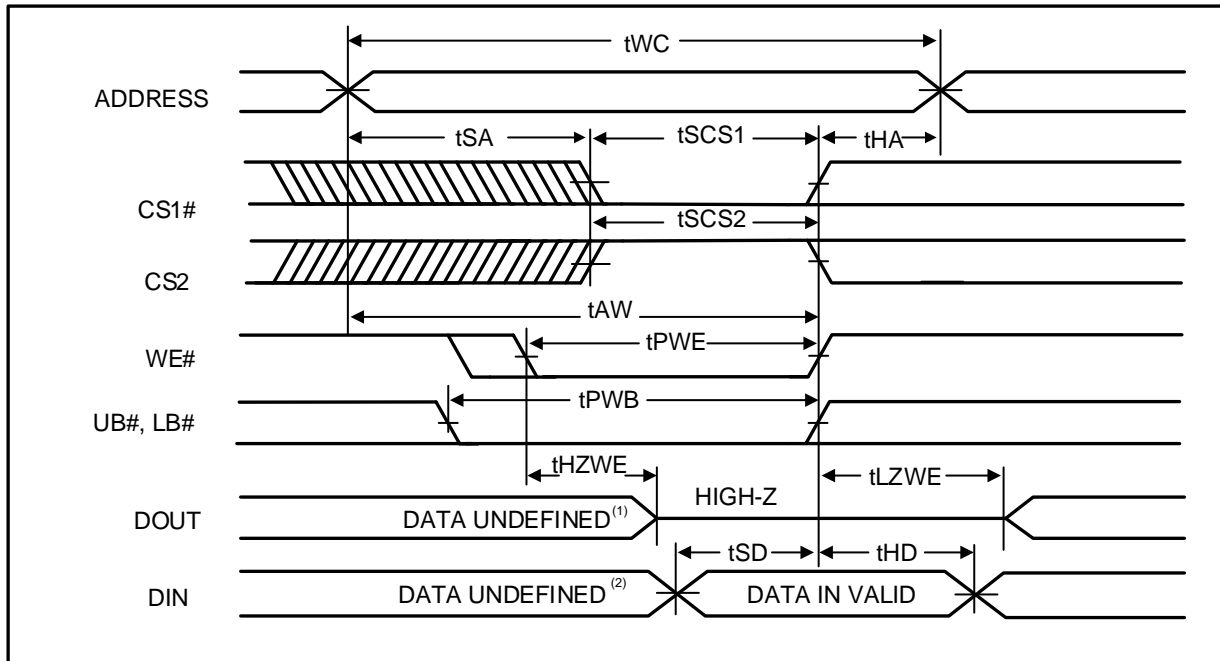 tWC
ADDRESS
tSA
tSCS1
tHA
CS1#
tSCS2
CS2
tAW
WE#
tPWE
tPWB
UB#, LB#
tHZWE
tLZWE
HIGH-Z
DOUT
DATA UNDEFINED(1)
tSD
tHD
DIN
DATA UNDEFINED (2)
DATA IN VALID